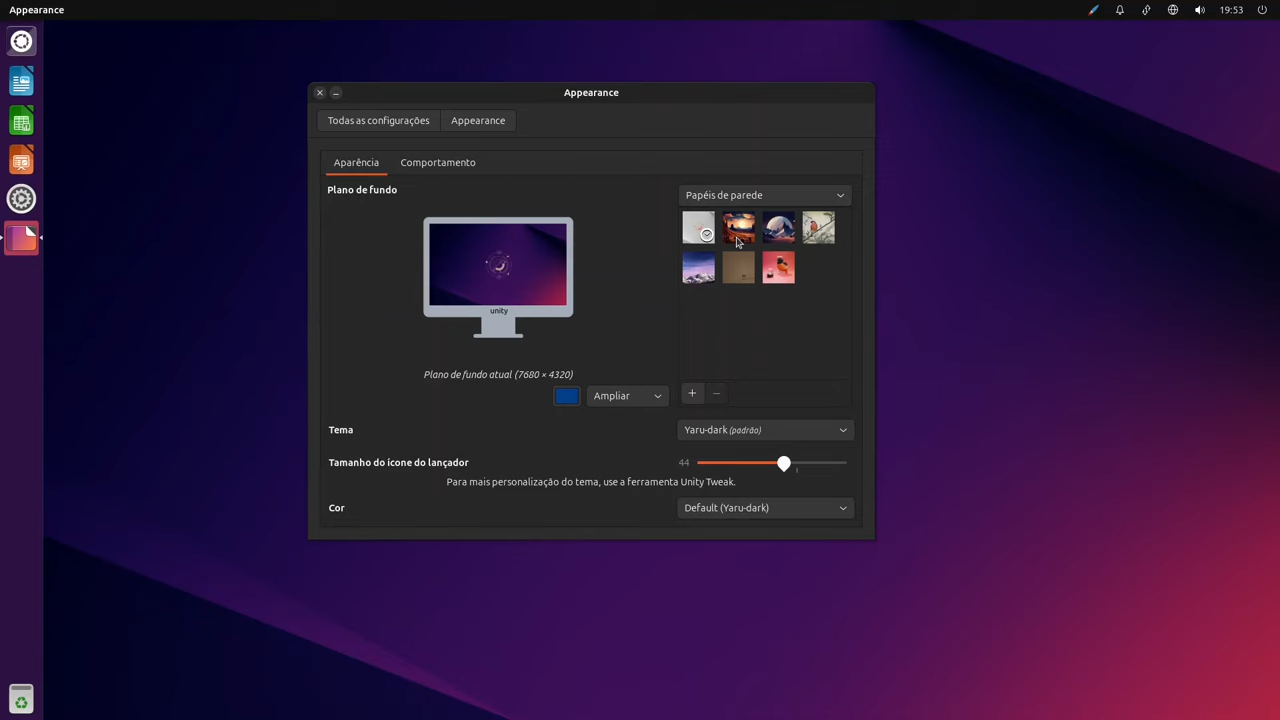 Appearance
19:53
Appearance
Todas as configurações
Appearance
Aparência
Comportamento
Plano de fundo
Papéis de parede
unity
Plano de fundo atual (7680 × 4320)
Ampliar
Tema
Yaru-dark (padrão)
Tamanho do ícone do lançador
44
Para mais personalização do tema, use a ferramenta Unity Tweak.
Cor
Default (Yaru-dark)